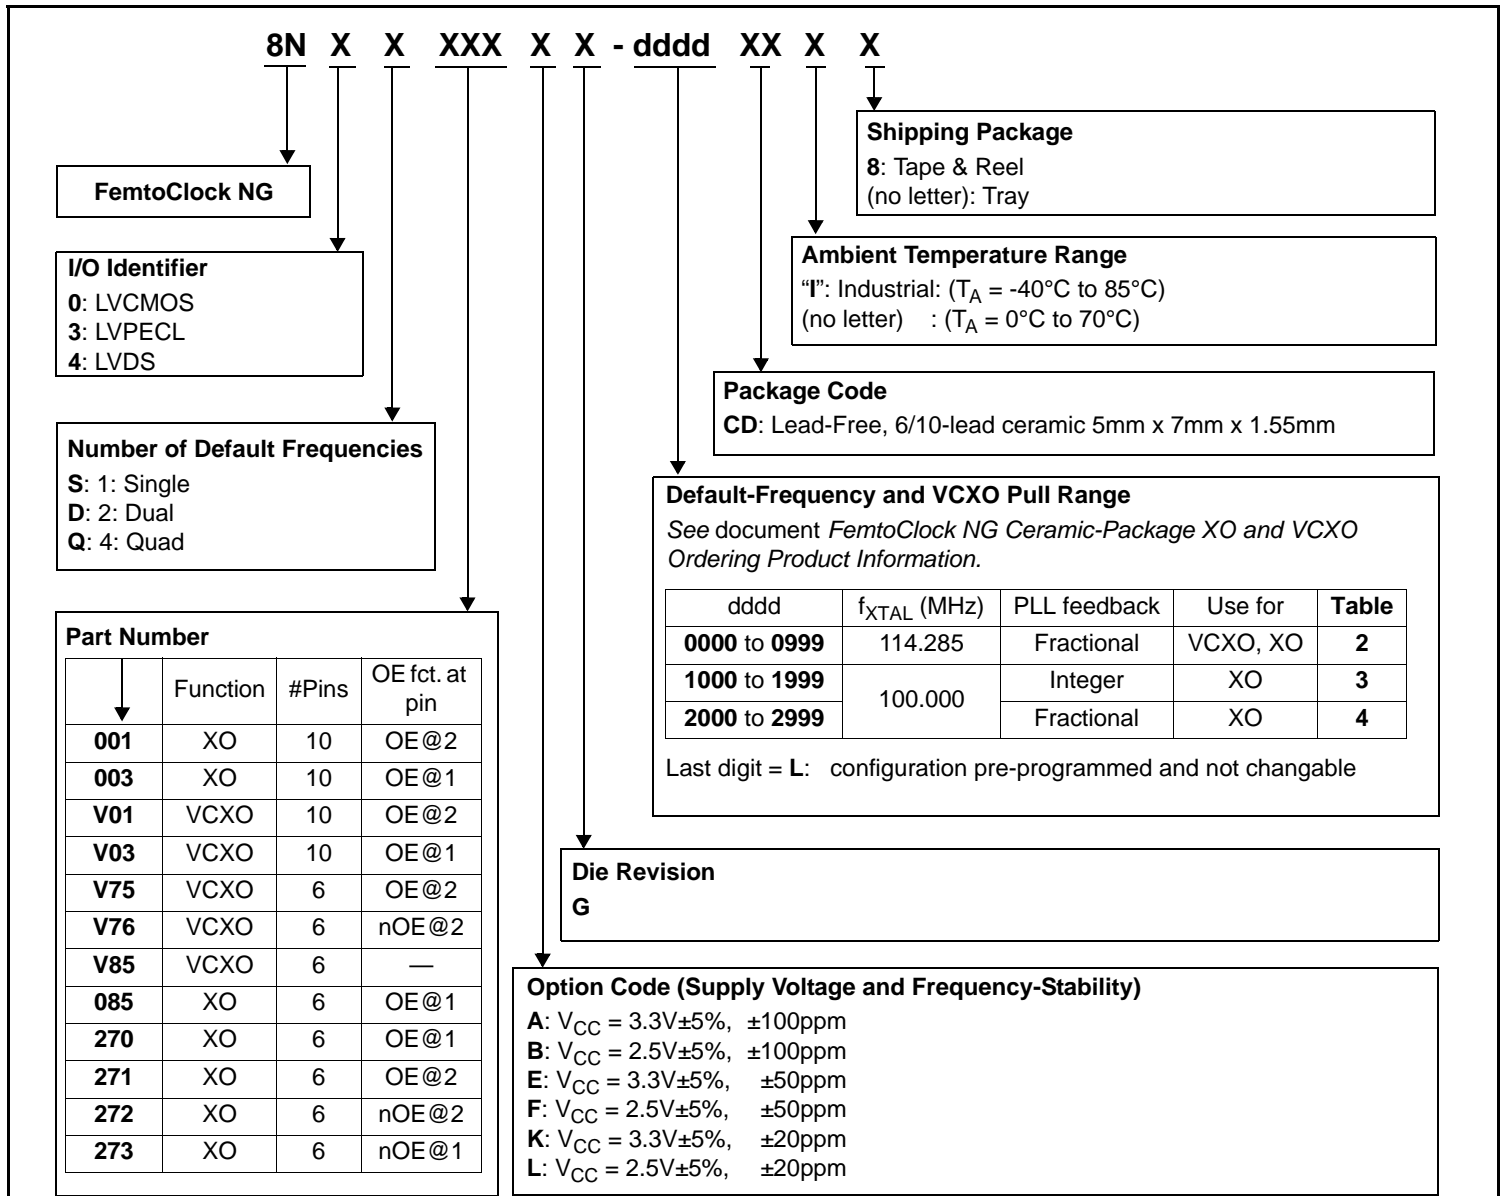 8N X X XXX X X - dddd XX X X
Shipping Package
8: Tape & Reel
(no letter): Tray
FemtoClock NG
Ambient Temperature Range
"I": Industrial: (TA = -40°C to 85°C)
(no letter) : (TA = 0°C to 70°C)
I/O Identifier
0: LVCMOS
3: LVPECL
4: LVDS
Package Code
CD: Lead-Free, 6/10-lead ceramic 5mm x 7mm x 1.55mm
Number of Default Frequencies
S: 1: Single
D: 2: Dual
Q: 4: Quad
Default-Frequency and VCXO Pull Range
See document FemtoClock NG Ceramic-Package XO and VCXO
Ordering Product Information.
dddd fXTAL (MHz) PLL feedback Use for Table
0000 to 0999 114.285 Fractional VCXO, XO 2
1000 to 1999 100.000 Integer XO 3
2000 to 2999 Fractional XO 4
Last digit = L: configuration pre-programmed and not changable
Part Number
Function #Pins OE fct. at
pin
001 XO 10 OE@2
003 XO 10 OE@1
V01 VCXO 10 OE@2
V03 VCXO 10 OE@1
V75 VCXO 6 OE@2
V76 VCXO 6 nOE@2
V85 VCXO 6 —
085 XO 6 OE@1
270 XO 6 OE@1
271 XO 6 OE@2
272 XO 6 nOE@2
273 XO 6 nOE@1
Die Revision
G
Option Code (Supply Voltage and Frequency-Stability)
A: VCC = 3.3V±5%, ±100ppm
B: VCC = 2.5V±5%, ±100ppm
E: VCC = 3.3V±5%, ±50ppm
F: VCC = 2.5V±5%, ±50ppm
K: VCC = 3.3V±5%, ±20ppm
L: VCC = 2.5V±5%, ±20ppm